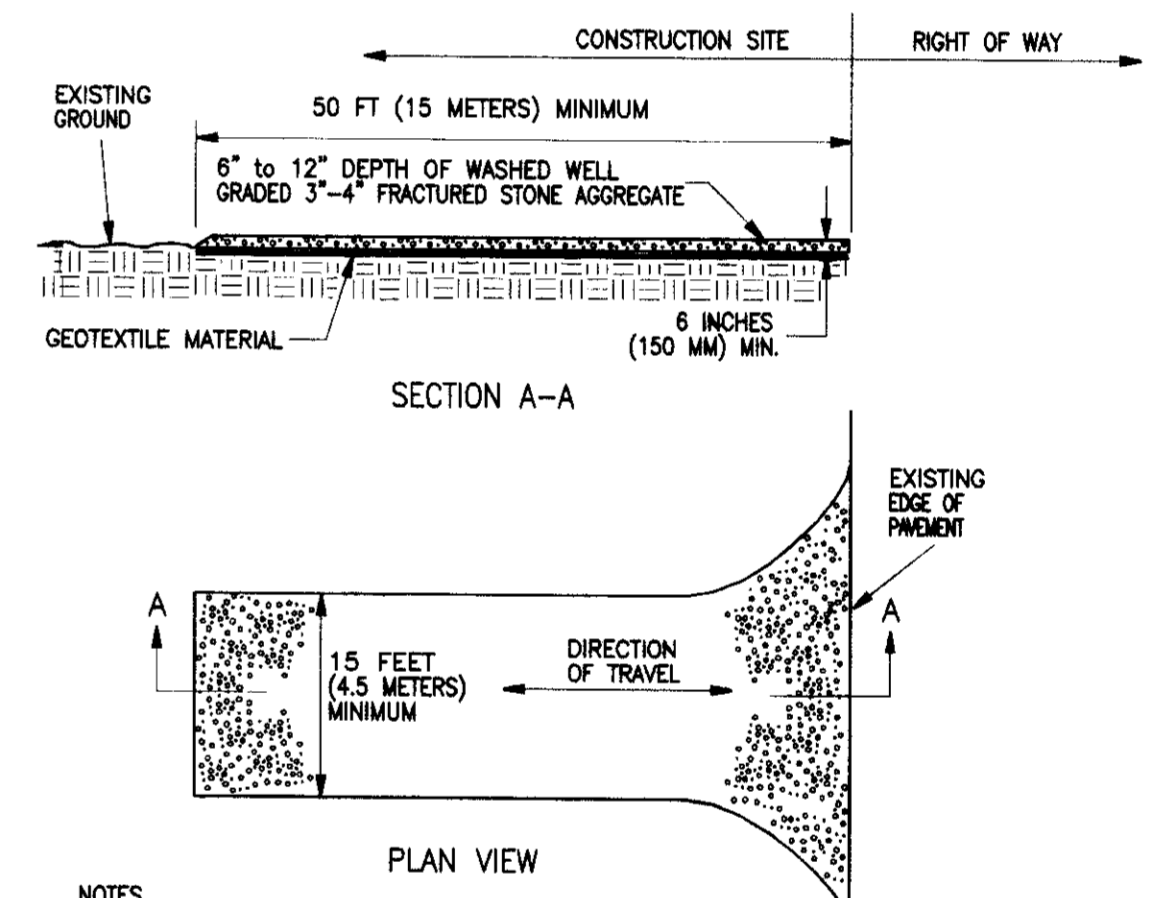 CONSTRUCTION SITE
RIGHT OF WAY
EXISTING
GROUND
50 FT (15 METERS) MINIMUM
6" to 12" DEPTH OF WASHED WELL
GRADED 3"-4" FRACTURED STONE AGGREGATE
GEOTEXTILE MATERIAL
6 INCHES
(150 MM) MIN.
SECTION A-A
EXISTING
EDGE OF
PAVEMENT
A
A
15 FEET
(4.5 METERS)
MINIMUM
DIRECTION
OF TRAVEL
PLAN VIEW
NOTES